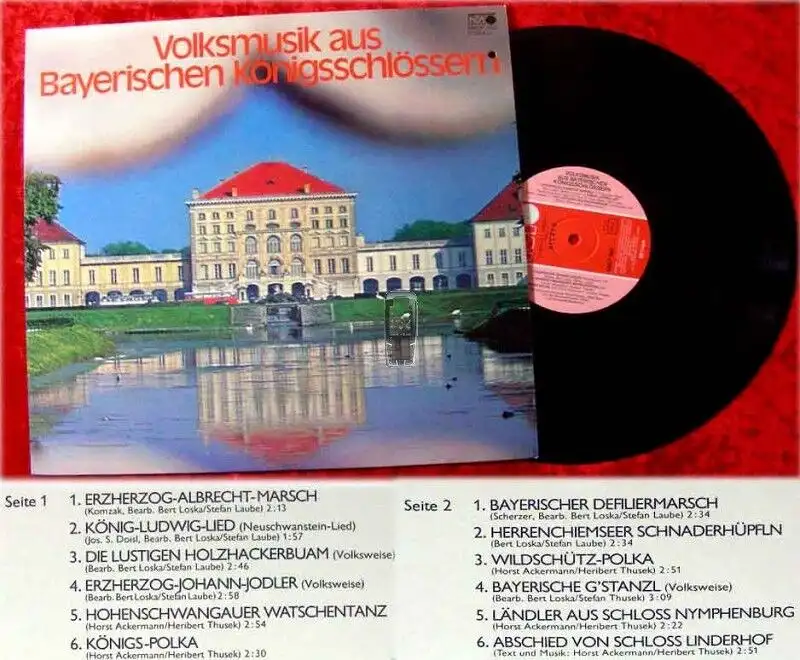 Volksmusik aus
Bayerischen Königsschlössern
VOLKSMUSIK
AUS BAYERISCHEN
KÖNIGSSCHLÖSSERN
Seite 1
1. ERZHERZOG-ALBRECHT-MARSCH
(Komzak, Bearb. Bert Loska/Stefan Laube) 2:13
2. KÖNIG-LUDWIG-LIED (Neuschwanstein-Lied)
(Jos. S. Doisl, Bearb. Bert Loska/Stefan Laube) 1:57
3. DIE LUSTIGEN HOLZHACKERBUAM (Volksweise)
(Bearb. Bert Loska/Stefan Laube) 2:46
4. ERZHERZOG-JOHANN-JODLER (Volksweise)
(Bearb. Bert Loska/Stefan Laube) 2:58
5. HOHENSCHWANGAUER WATSCHENTANZ
(Horst Ackermann/Heribert Thusek) 2:54
6. KÖNIGS-POLKA
(Horst Ackermann/Heribert Thusek) 2:30
Seite 2
1. BAYERISCHER DEFILIERMARSCH
(Scherzer, Bearb. Bert Loska/Stefan Laube) 2:34
2. HERRENCHIEMSEER SCHNADERHÜPFLN
(Bert Loska/Stefan Laube) 2:34
3. WILDSCHÜTZ-POLKA
(Horst Ackermann/Heribert Thusek) 2:51
4. BAYERISCHE G'STANZL (Volksweise)
(Bearb. Bert Loska/Stefan Laube) 3:09
5. LÄNDLER AUS SCHLOSS NYMPHENBURG
(Horst Ackermann/Heribert Thusek) 2:22
6. ABSCHIED VON SCHLOSS LINDERHOF
(Text und Musik: Horst Ackermann/Heribert Thusek) 2:51